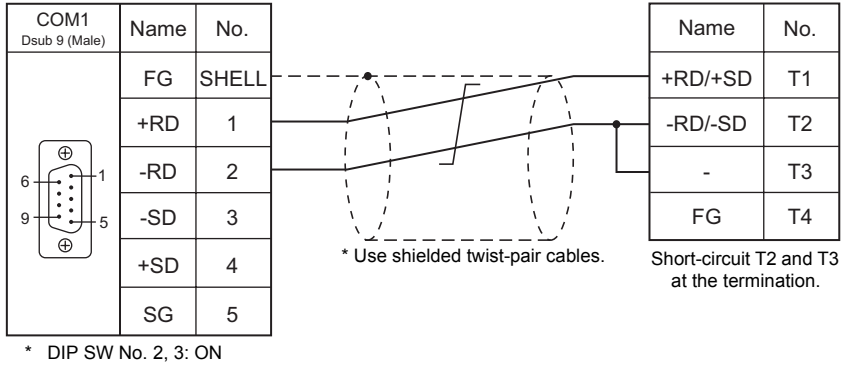 COM1
Dsub 9 (Male)
Name No.
FG SHELL
+RD 1
-RD 2
-SD 3
+SD 4
SG 5
6 1
9 5
* DIP SW No. 2, 3: ON
* Use shielded twist-pair cables.
Name No.
+RD/+SD T1
-RD/-SD T2
- T3
FG T4
Short-circuit T2 and T3
at the termination.